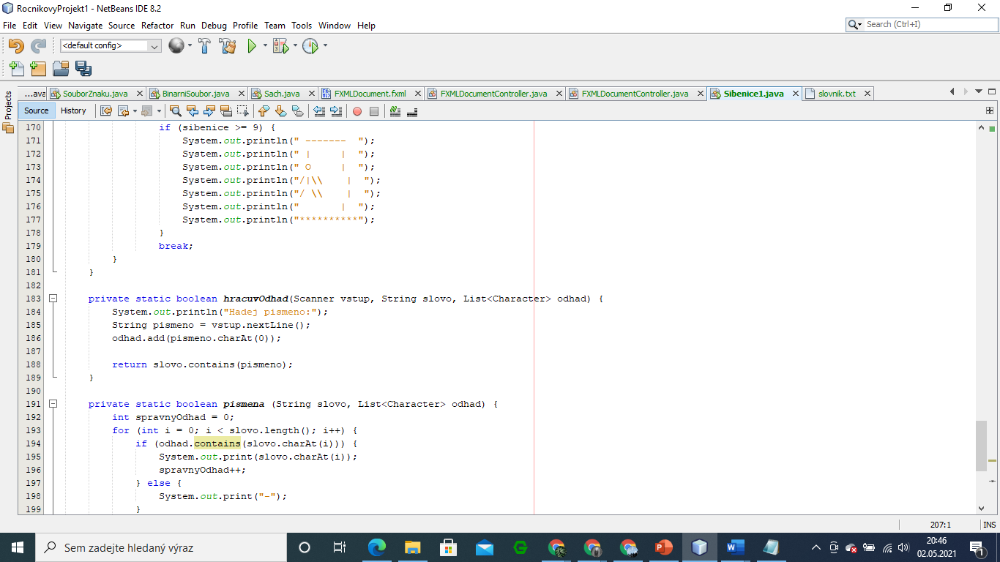 RocnikovyProjekt1 - NetBeans IDE 8.2
File Edit View Navigate Source Refactor Run Debug Profile Team Tools Window Help
Search (Ctrl+I)
<default config>
Projects
...ava SouborZnaku.java BinarniSoubor.java Sach.java FXMLDocument.fxml FXMLDocumentController.java FXMLDocumentController.java Sibenice1.java slovnik.txt
Source History
170 if (sibenice >= 9) {
171 System.out.println(" -------  ");
172 System.out.println(" |     |  ");
173 System.out.println(" O     |  ");
174 System.out.println("/|\\    |  ");
175 System.out.println("/ \\    |  ");
176 System.out.println("       |  ");
177 System.out.println("**********");
178 }
179 break;
180 }
181 }
182
183 private static boolean hracuvOdhad(Scanner vstup, String slovo, List<Character> odhad) {
184 System.out.println("Hadej pismeno:");
185 String pismeno = vstup.nextLine();
186 odhad.add(pismeno.charAt(0));
187
188 return slovo.contains(pismeno);
189 }
190
191 private static boolean pismena (String slovo, List<Character> odhad) {
192 int spravnyOdhad = 0;
193 for (int i = 0; i < slovo.length(); i++) {
194 if (odhad.contains(slovo.charAt(i))) {
195 System.out.print(slovo.charAt(i));
196 spravnyOdhad++;
197 } else {
198 System.out.print("-");
199 }
207:1 INS
Sem zadejte hledaný výraz
20:46
02.05.2021
1